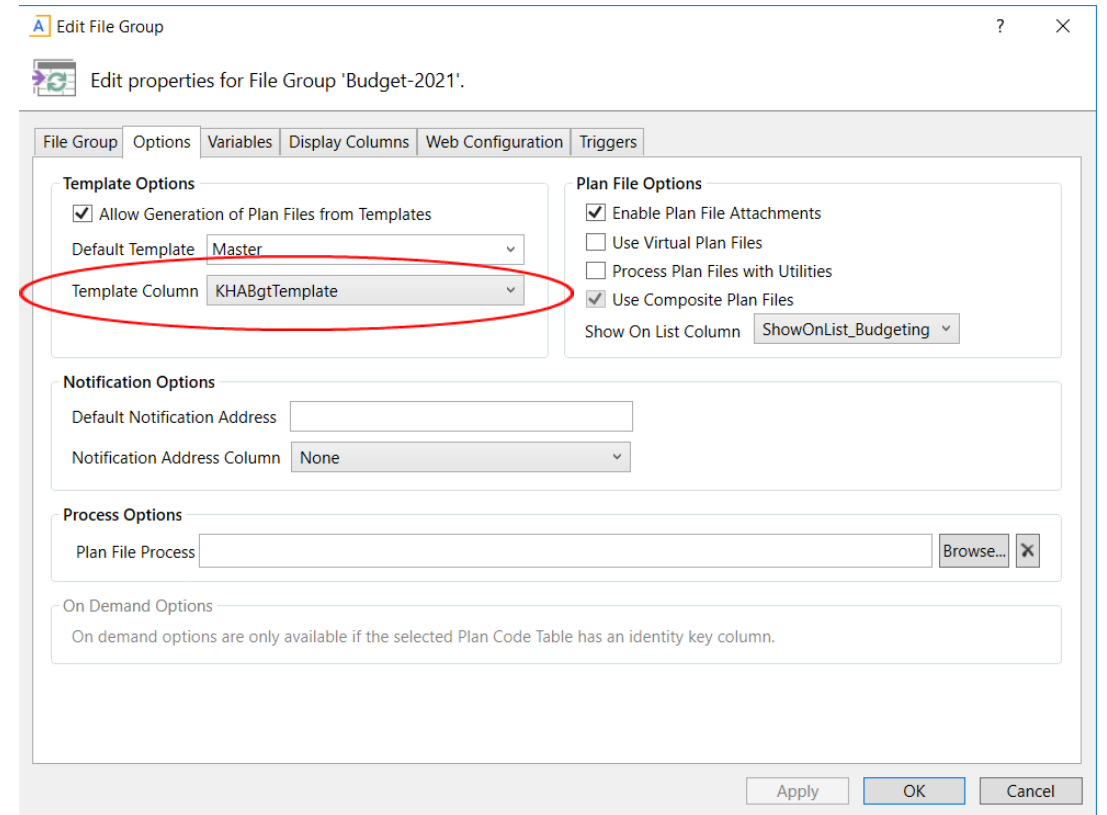 A Edit File Group ?
Edit properties for File Group 'Budget-2021'.
File Group Options Variables Display Columns Web Configuration Triggers
Template Options
Allow Generation of Plan Files from Templates
Default Template Master
Template Column KHABgtTemplate
Plan File Options
Enable Plan File Attachments
Use Virtual Plan Files
Process Plan Files with Utilities
Use Composite Plan Files
Show On List Column ShowOnList_Budgeting
Notification Options
Default Notification Address
Notification Address Column None
Process Options
Plan File Process Browse...
On Demand Options
On demand options are only available if the selected Plan Code Table has an identity key column.
Apply OK Cancel